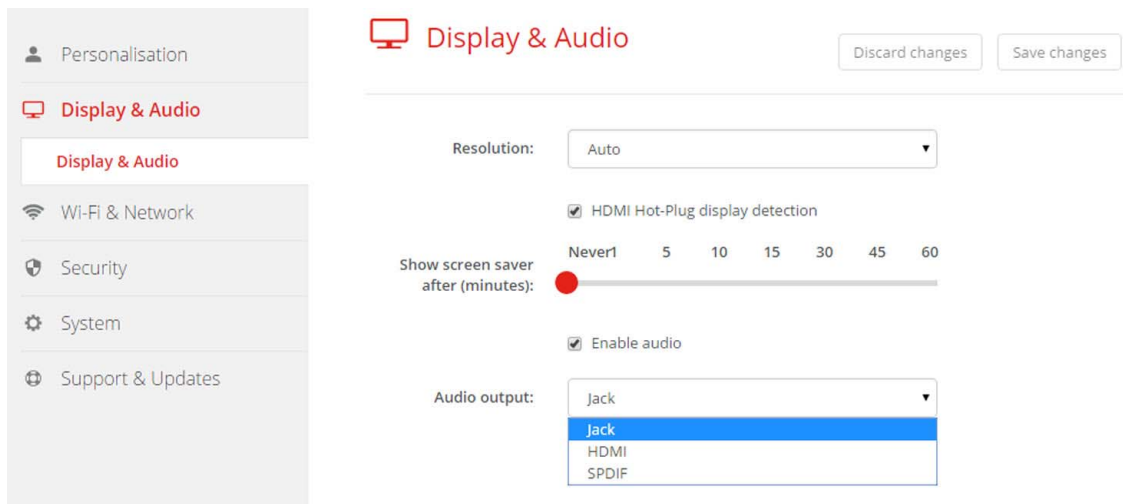 Personalisation
Display & Audio
Display & Audio
Wi-Fi & Network
Security
System
Support & Updates
Display & Audio
Discard changes
Save changes
Resolution:
Auto
HDMI Hot-Plug display detection
Show screen saver
after (minutes):
Never1 5 10 15 30 45 60
Enable audio
Audio output:
Jack
Jack
HDMI
SPDIF